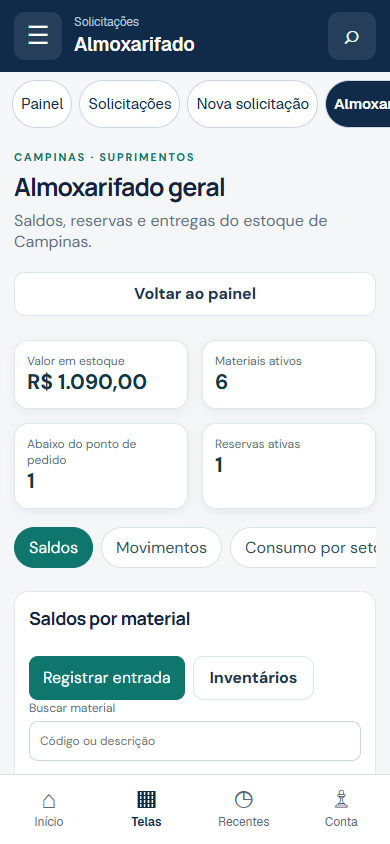 Solicitações
Almoxarifado
Painel
Solicitações
Nova solicitação
Almoxar
CAMPINAS · SUPRIMENTOS
Almoxarifado geral
Saldos, reservas e entregas do estoque de
Campinas.
Voltar ao painel
Valor em estoque
R$ 1.090,00
Materiais ativos
6
Abaixo do ponto de
pedido
1
Reservas ativas
1
Saldos
Movimentos
Consumo por seto
Saldos por material
Registrar entrada
Inventários
Buscar material
Código ou descrição
Início
Telas
Recentes
Conta